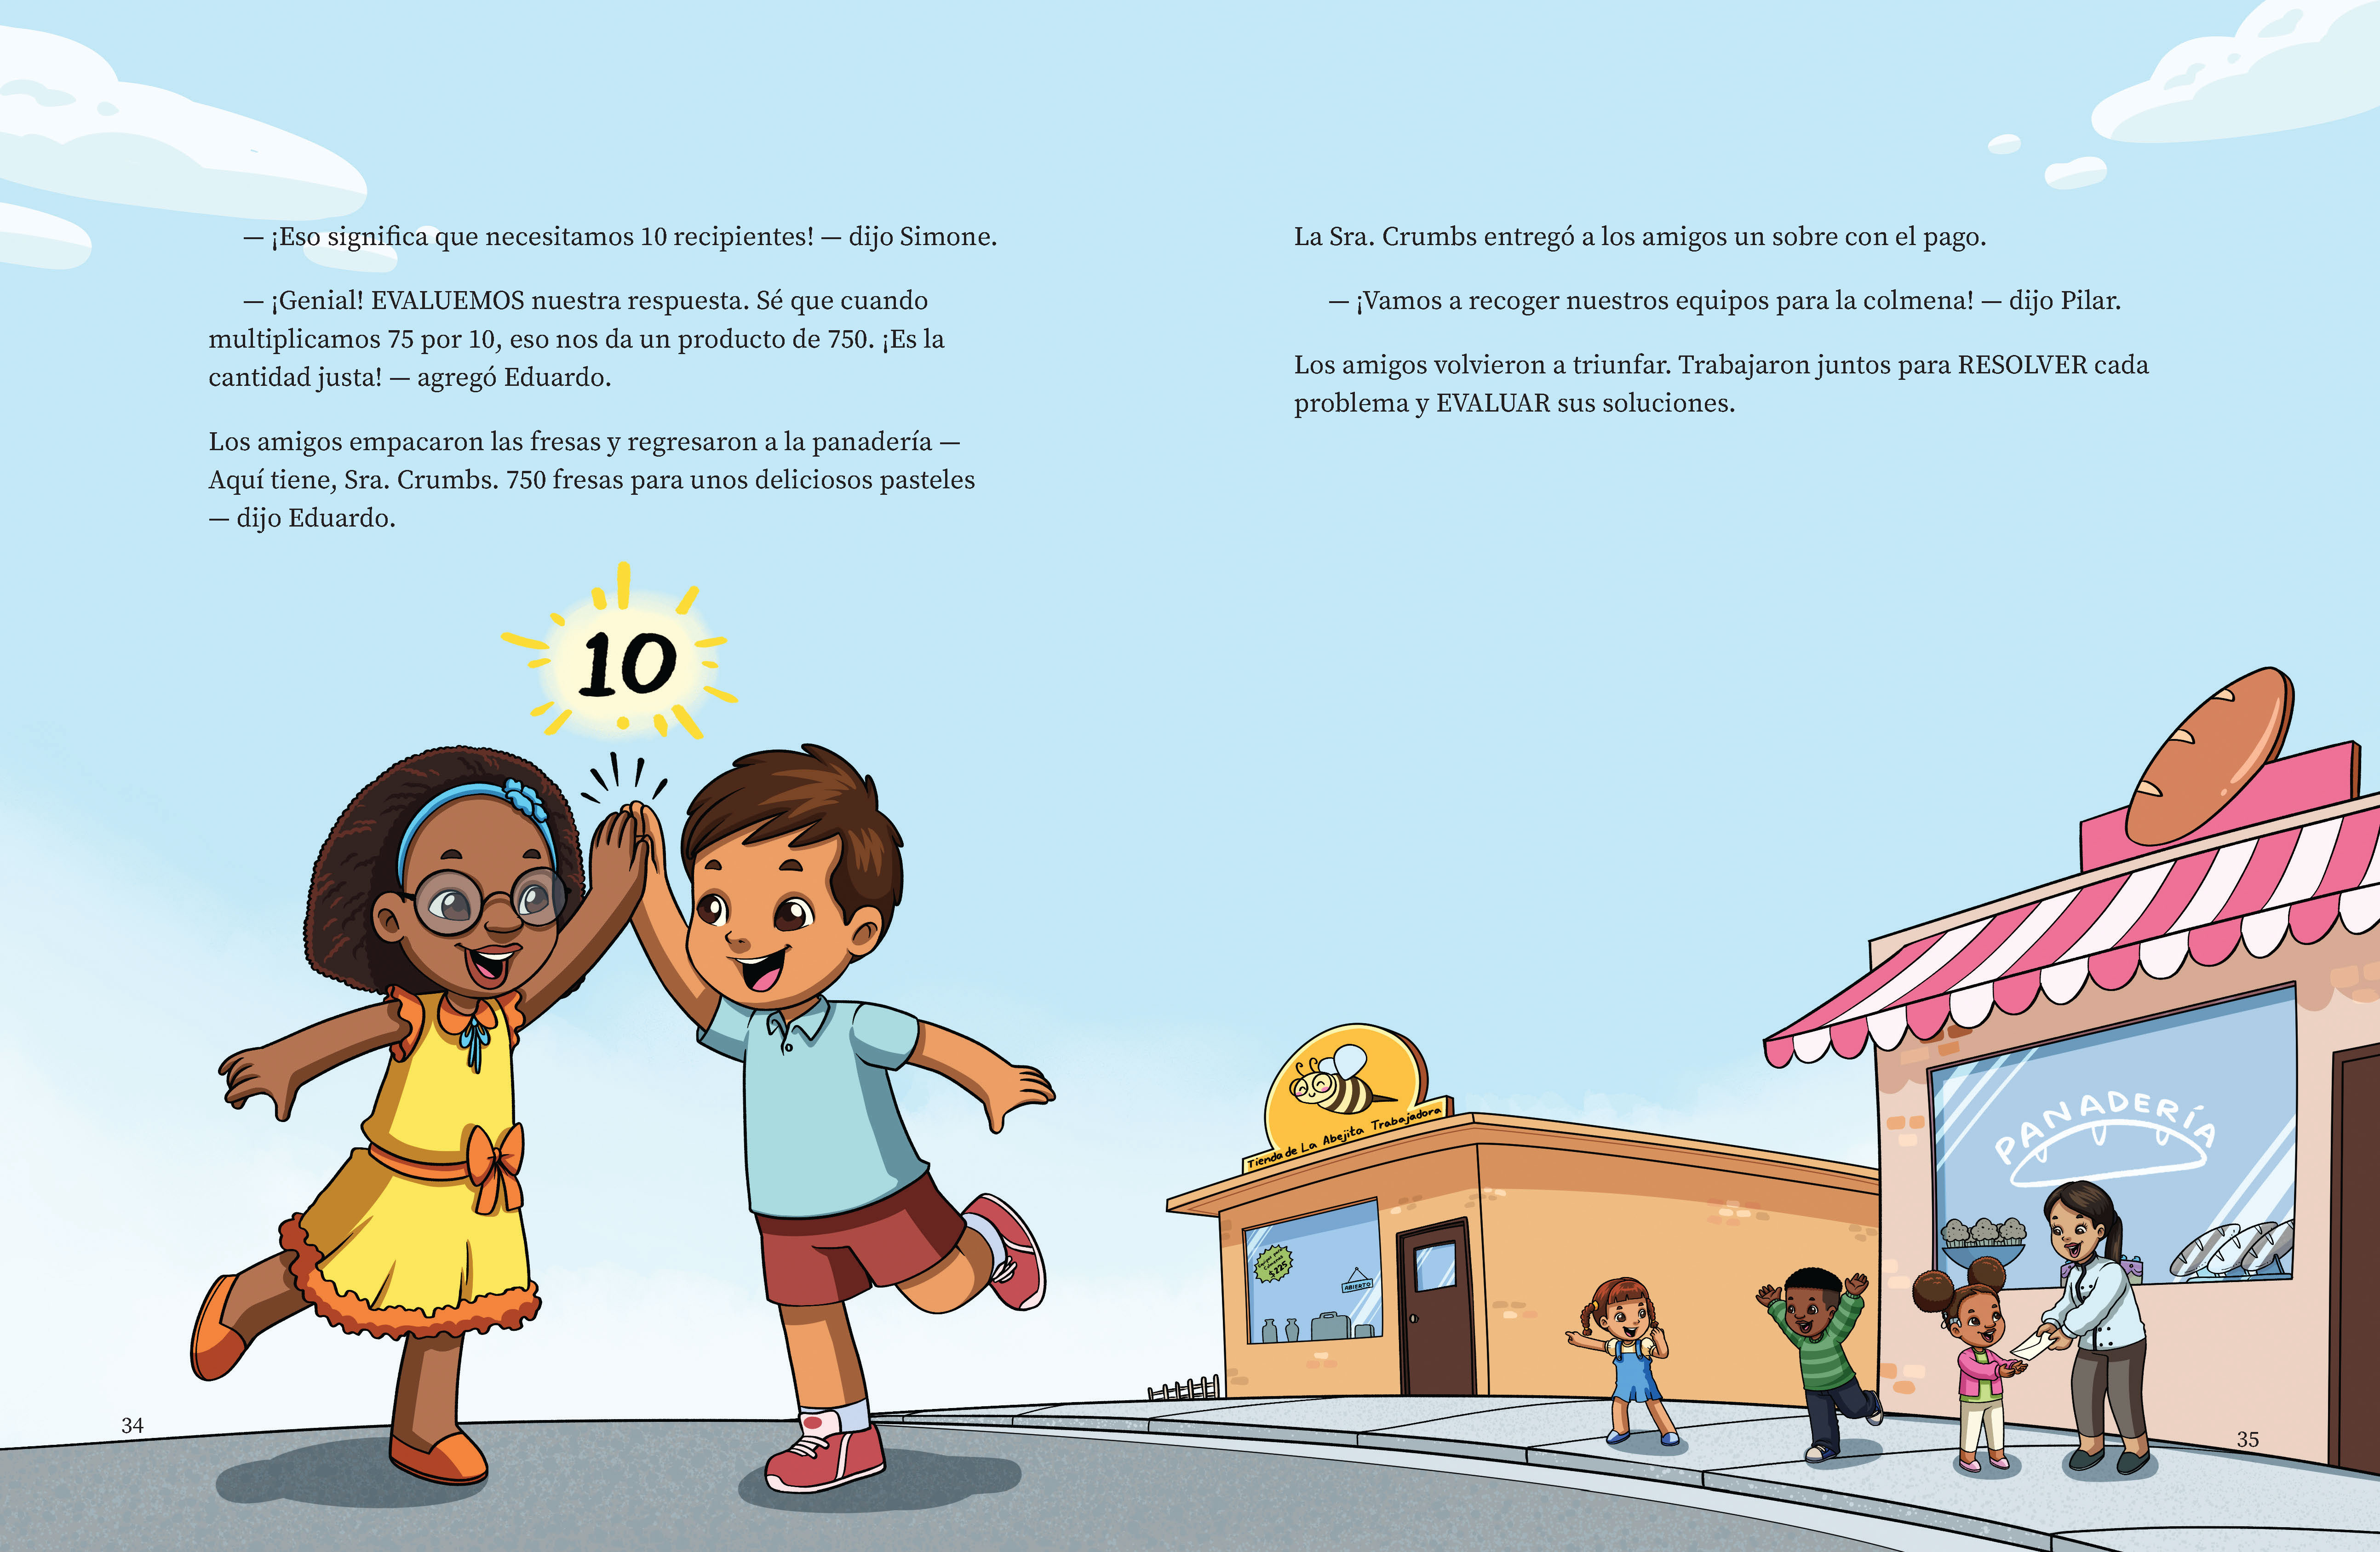 — ¡Eso significa que necesitamos 10 recipientes! — dijo Simone.
— ¡Genial! EVALUEMOS nuestra respuesta. Sé que cuando
multiplicamos 75 por 10, eso nos da un producto de 750. ¡Es la
cantidad justa! — agregó Eduardo.
Los amigos empacaron las fresas y regresaron a la panadería —
Aquí tiene, Sra. Crumbs. 750 fresas para unos deliciosos pasteles
— dijo Eduardo.
10
34
La Sra. Crumbs entregó a los amigos un sobre con el pago.
— ¡Vamos a recoger nuestros equipos para la colmena! — dijo Pilar.
Los amigos volvieron a triunfar. Trabajaron juntos para RESOLVER cada
problema y EVALUAR sus soluciones.
Tienda de La Abejita Trabajadora
$225
ABIERTO
PANADERÍA
35